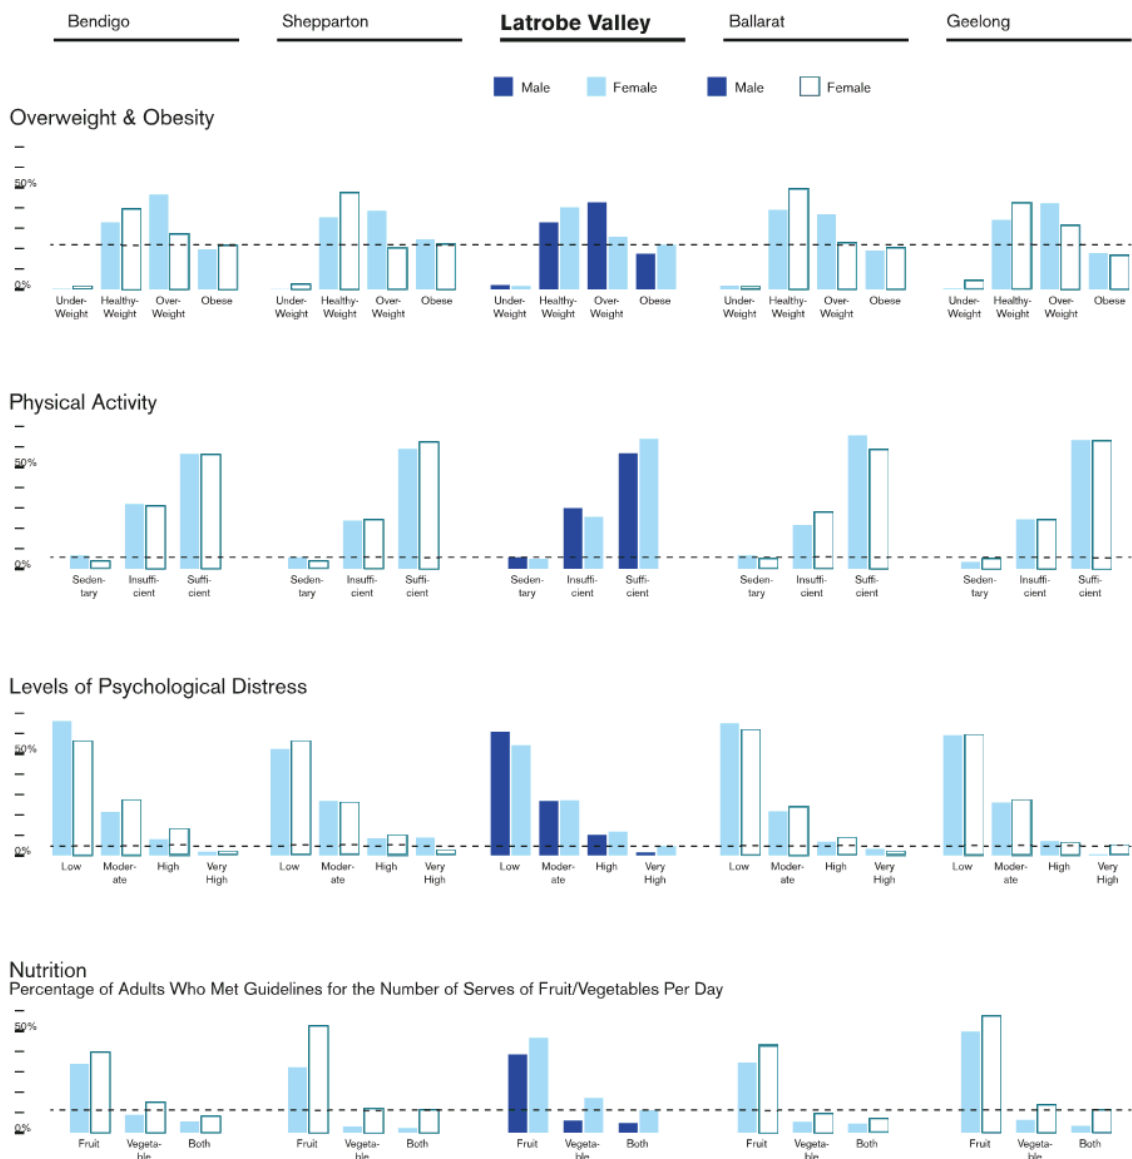 Bendigo Shepparton Latrobe Valley Ballarat Geelong
Male Female Male Female
Overweight & Obesity
50%
0%
Under- Healthy- Over- Obese Under- Healthy- Over- Obese Under- Healthy- Over- Obese Under- Healthy- Over- Obese Under- Healthy- Over- Obese
Weight Weight Weight Weight Weight Weight Weight Weight Weight Weight Weight Weight Weight Weight Weight
Physical Activity
50%
0%
Seden- Insuffi- Suffi- Seden- Insuffi- Suffi- Seden- Insuffi- Suffi- Seden- Insuffi- Suffi- Seden- Insuffi- Suffi-
tary cient cient tary cient cient tary cient cient tary cient cient tary cient cient
Levels of Psychological Distress
50%
0%
Low Moder- High Very Low Moder- High Very Low Moder- High Very Low Moder- High Very Low Moder- High Very
ate High ate High ate High ate High ate High
Nutrition
Percentage of Adults Who Met Guidelines for the Number of Serves of Fruit/Vegetables Per Day
50%
0%
Fruit Vegeta- Both Fruit Vegeta- Both Fruit Vegeta- Both Fruit Vegeta- Both Fruit Vegeta- Both
ble ble ble ble ble